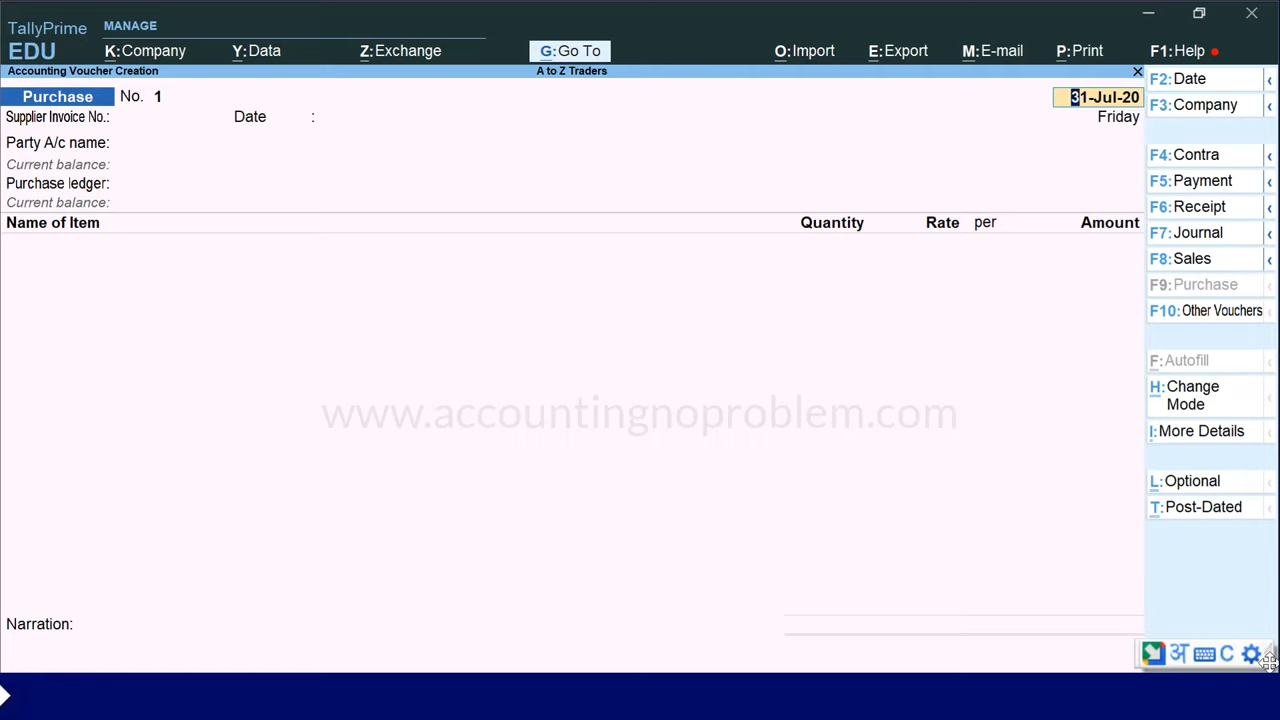 TallyPrime
MANAGE
EDU
K:Company
Y:Data
Z:Exchange
G:Go To
O:Import
E:Export
M:E-mail
P:Print
F1:Help
Accounting Voucher Creation
A to Z Traders
Purchase No. 1
31-Jul-20
Supplier Invoice No.:
Date :
Friday
Party A/c name:
Current balance:
Purchase ledger:
Current balance:
Name of Item
Quantity
Rate per
Amount
www.accountingnoproblem.com
Narration:
F2:Date
F3:Company
F4:Contra
F5:Payment
F6:Receipt
F7:Journal
F8:Sales
F9:Purchase
F10:Other Vouchers
F:Autofill
H:Change
Mode
I:More Details
L:Optional
T:Post-Dated
अ
C